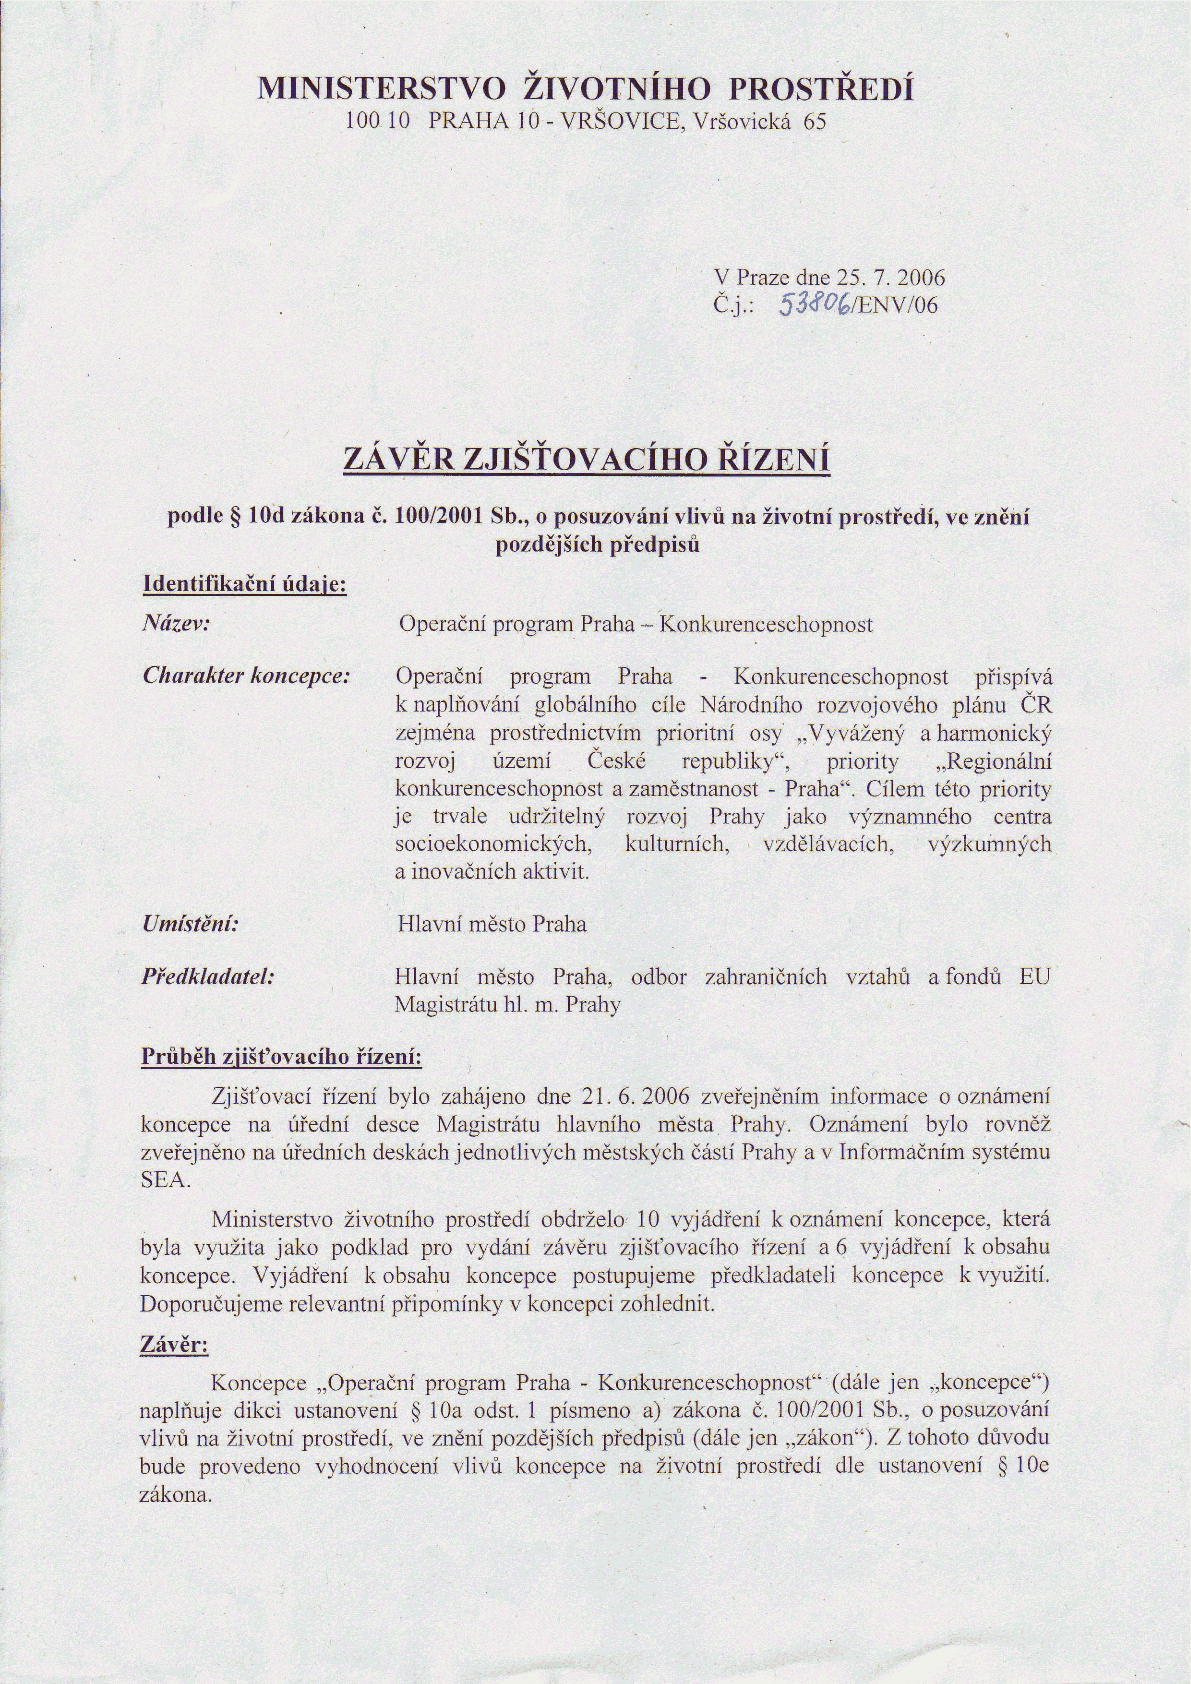 MINISTERSTVO ŽIVOTNÍHO PROSTŘEDÍ
100 10 PRAHA 10 - VRŠOVICE, Vršovická 65
V Praze dne 25. 7. 2006
Č.j.: 53806/ENV/06
ZÁVĚR ZJIŠŤOVACÍHO ŘÍZENÍ
podle § 10d zákona č. 100/2001 Sb., o posuzování vlivů na životní prostředí, ve znění
pozdějších předpisů
Identifikační údaje:
Název: Operační program Praha – Konkurenceschopnost
Charakter koncepce: Operační program Praha - Konkurenceschopnost přispívá
k naplňování globálního cíle Národního rozvojového plánu ČR
zejména prostřednictvím prioritní osy „Vyvážený a harmonický
rozvoj území České republiky“, priority „Regionální
konkurenceschopnost a zaměstnanost - Praha“. Cílem této priority
je trvale udržitelný rozvoj Prahy jako významného centra
socioekonomických, kulturních, vzdělávacích, výzkumných
a inovačních aktivit.
Umístění: Hlavní město Praha
Předkladatel: Hlavní město Praha, odbor zahraničních vztahů a fondů EU
Magistrátu hl. m. Prahy
Průběh zjišťovacího řízení:
Zjišťovací řízení bylo zahájeno dne 21. 6. 2006 zveřejněním informace o oznámení
koncepce na úřední desce Magistrátu hlavního města Prahy. Oznámení bylo rovněž
zveřejněno na úředních deskách jednotlivých městských částí Prahy a v Informačním systému
SEA.
Ministerstvo životního prostředí obdrželo 10 vyjádření k oznámení koncepce, která
byla využita jako podklad pro vydání závěru zjišťovacího řízení a 6 vyjádření k obsahu
koncepce. Vyjádření k obsahu koncepce postupujeme předkladateli koncepce k využití.
Doporučujeme relevantní připomínky v koncepci zohlednit.
Závěr:
Koncepce „Operační program Praha - Konkurenceschopnost“ (dále jen „koncepce“)
naplňuje dikci ustanovení § 10a odst. 1 písmeno a) zákona č. 100/2001 Sb., o posuzování
vlivů na životní prostředí, ve znění pozdějších předpisů (dále jen „zákon“). Z tohoto důvodu
bude provedeno vyhodnocení vlivů koncepce na životní prostředí dle ustanovení § 10e
zákona.